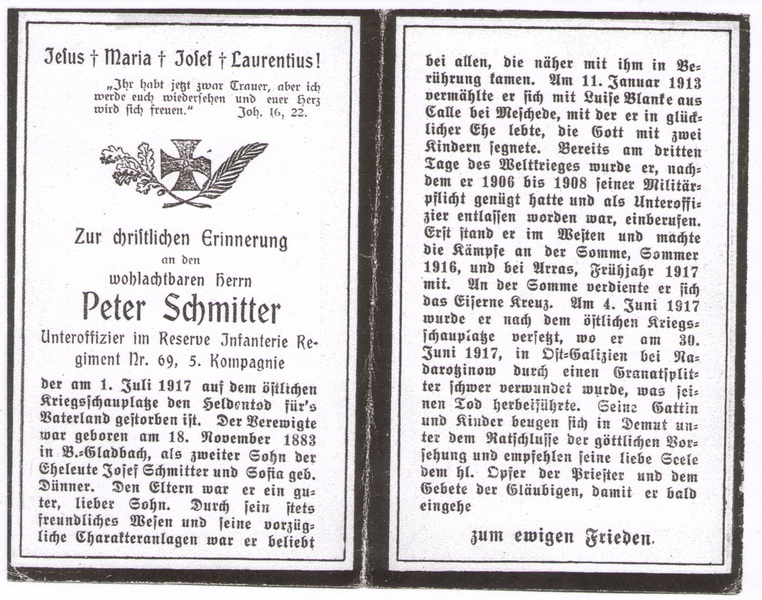 Jesus † Maria † Josef † Laurentius!
„Ihr habt jetzt zwar Trauer, aber ich
werde euch wiedersehen und euer Herz
wird sich freuen.“ Joh. 16, 22.
Zur christlichen Erinnerung
an den
wohlachtbaren Herrn
Peter Schmitter
Unteroffizier im Reserve Infanterie Re-
giment Nr. 69, 5. Kompagnie
der am 1. Juli 1917 auf dem östlichen
Kriegsschauplatze den Heldentod für's
Vaterland gestorben ist. Der Verewigte
war geboren am 18. November 1883
in B.-Gladbach, als zweiter Sohn der
Eheleute Josef Schmitter und Sofia geb.
Dünner. Den Eltern war er ein gu-
ter, lieber Sohn. Durch sein stets
freundliches Wesen und seine vorzüg-
liche Charakteranlagen war er beliebt
bei allen, die näher mit ihm in Be-
rührung kamen. Am 11. Januar 1913
vermählte er sich mit Luise Blanke aus
Calle bei Meschede, mit der er in glück-
licher Ehe lebte, die Gott mit zwei
Kindern segnete. Bereits am dritten
Tage des Weltkrieges wurde er, nach-
dem er 1906 bis 1908 seiner Militär-
pflicht genügt hatte und als Unteroffi-
zier entlassen worden war, einberufen.
Erst stand er im Westen und machte
die Kämpfe an der Somme, Sommer
1916, und bei Arras, Frühjahr 1917
mit. An der Somme verdiente er sich
das Eiserne Kreuz. Am 4. Juni 1917
wurde er nach dem östlichen Kriegs-
schauplatze versetzt, wo er am 30.
Juni 1917, in Ost-Galizien bei Na-
darotzinow durch einen Granatsplit-
ter schwer verwundet wurde, was sei-
nen Tod herbeiführte. Seine Gattin
und Kinder beugen sich in Demut un-
ter dem Ratschlusse der göttlichen Vor-
sehung und empfehlen seine liebe Seele
dem hl. Opfer der Priester und dem
Gebete der Gläubigen, damit er bald
eingehe
zum ewigen Frieden.